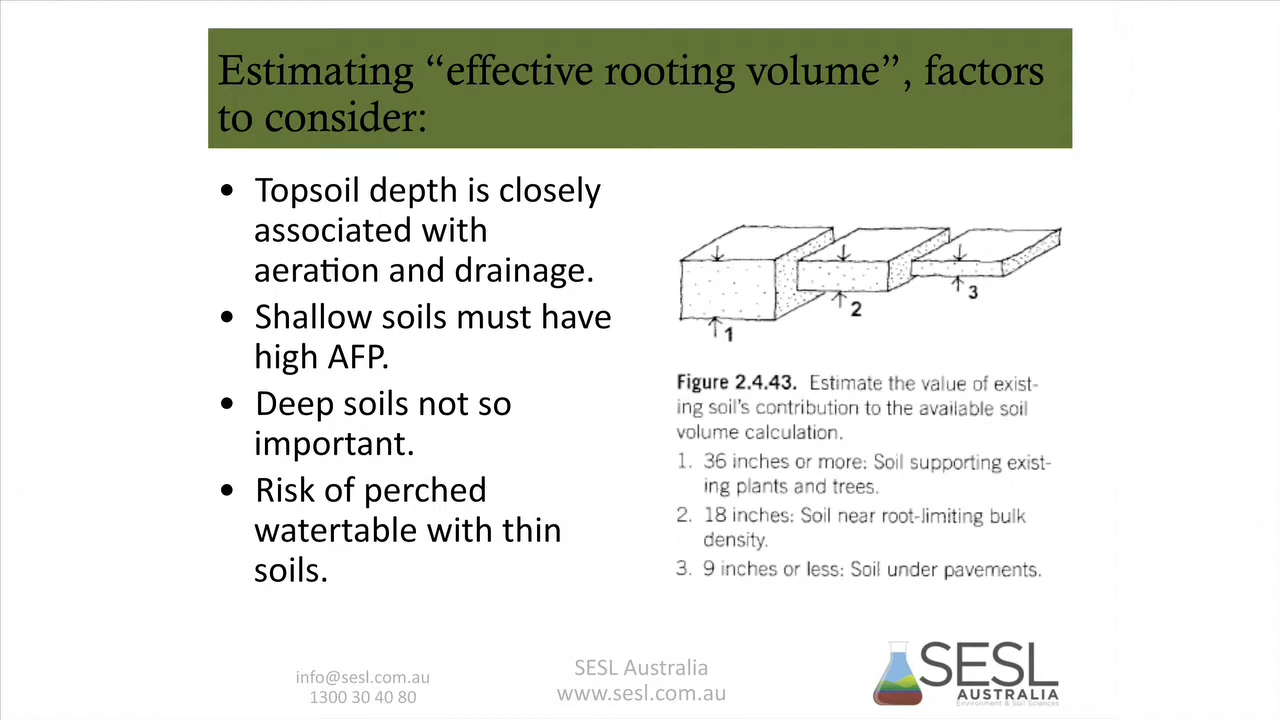 Estimating “effective rooting volume”, factors
to consider:
• Topsoil depth is closely
associated with
aeration and drainage.
• Shallow soils must have
high AFP.
• Deep soils not so
important.
• Risk of perched
watertable with thin
soils.
1
2
3
Figure 2.4.43. Estimate the value of exist-
ing soil's contribution to the available soil
volume calculation.
1. 36 inches or more: Soil supporting exist-
ing plants and trees.
2. 18 inches: Soil near root-limiting bulk
density.
3. 9 inches or less: Soil under pavements.
info@sesl.com.au
1300 30 40 80
SESL Australia
www.sesl.com.au
SESL
AUSTRALIA
Environment & Soil Sciences